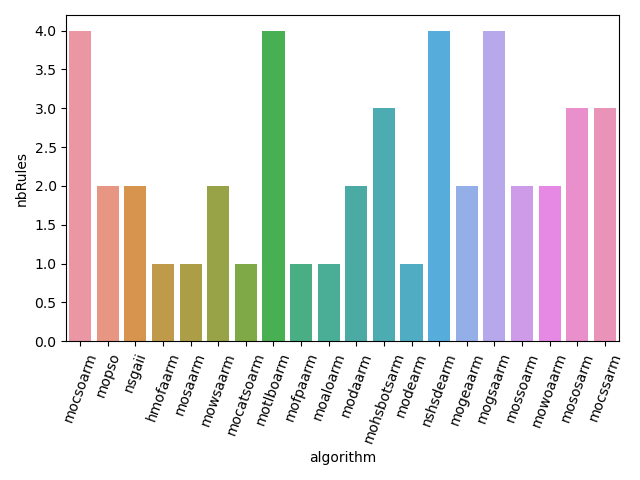 4.0
3.5
3.0
2.5
2.0
1.5
1.0
0.5
0.0
nbRules
mocsoarm
mopso
nsgaii
hmofaarm
mosaarm
mowsaarm
mocatsoarm
motlboarm
mofpaarm
moaloarm
modaarm
mohsbotsarm
modearm
nshsdearm
mogeaarm
mogsaarm
mossoarm
mowoaarm
mososarm
mocssarm
algorithm